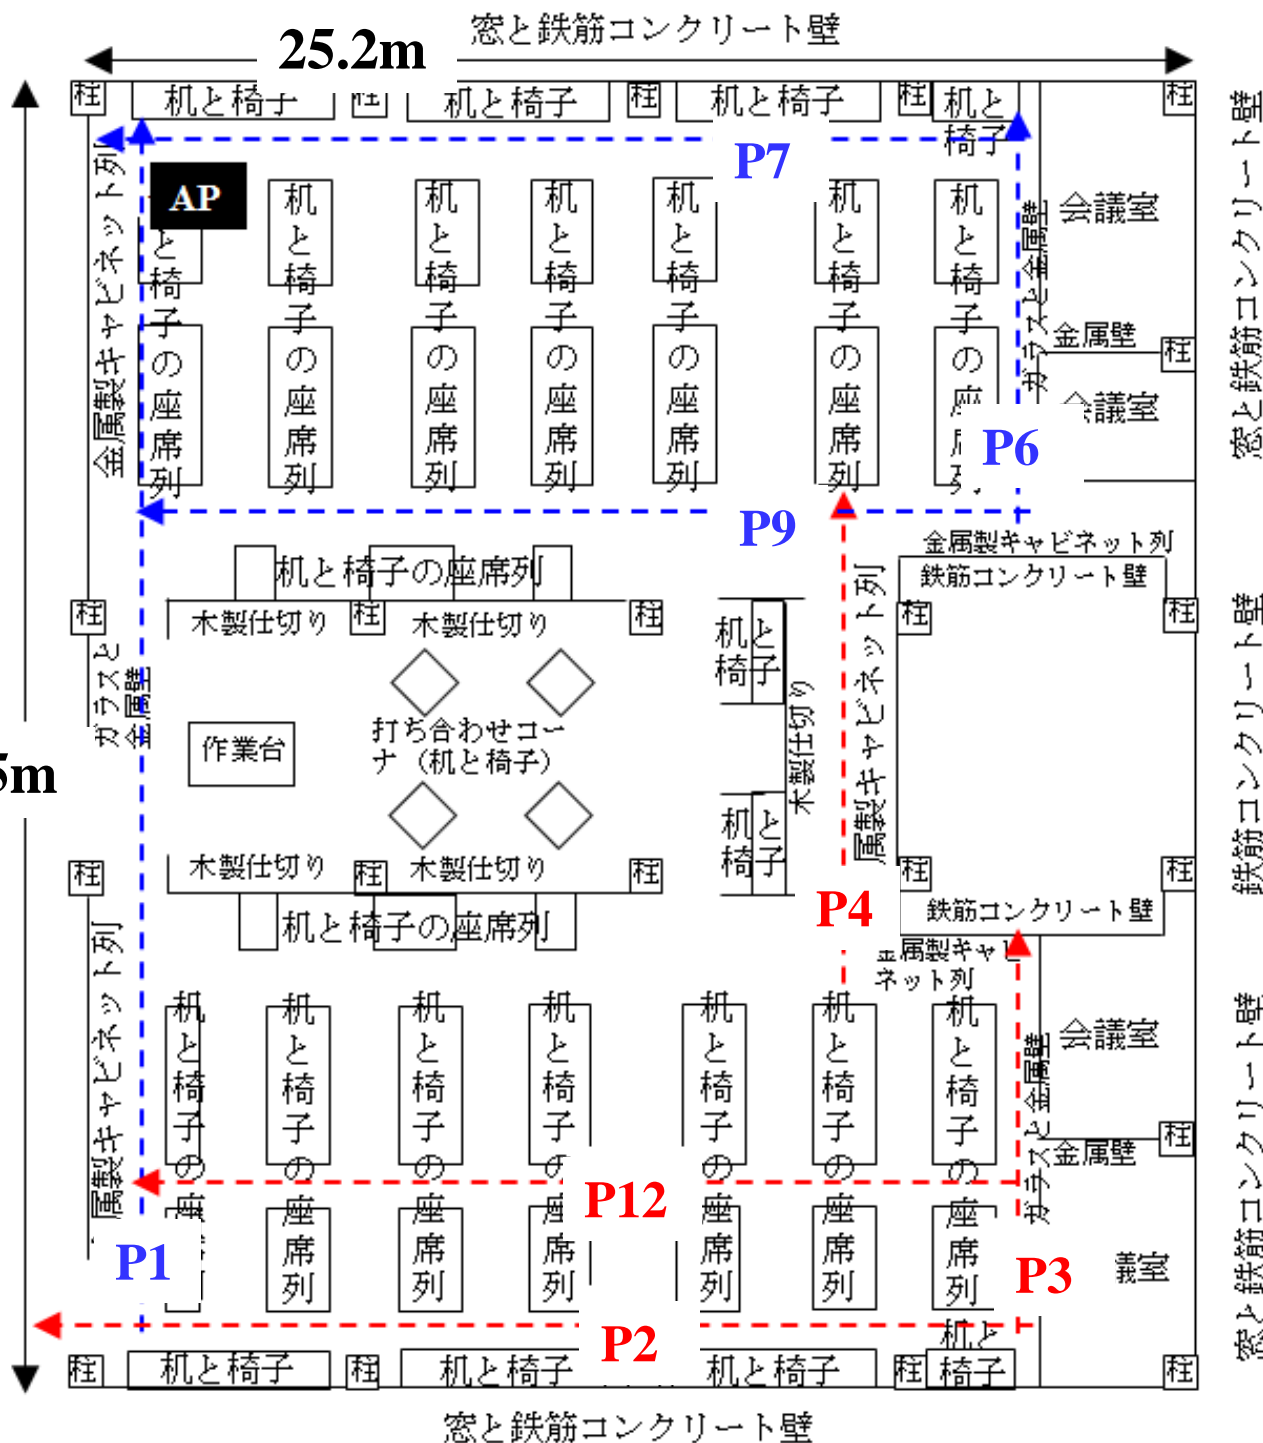 窓と鉄筋コンクリート壁
25.2m
柱
机と椅子
柱
机と椅子
柱
机と椅子
柱
机と
椅子
柱
P7
AP
と椅子の座席列
机と椅子の座席列
机と椅子の座席列
机と椅子の座席列
机と椅子の座席列
机と椅子の座席列
机と椅子の座席列
金属製キャビネット列
ガラスと金属壁
会議室
金属壁
柱
会議室
窓と鉄筋コンクリート壁
P6
P9
金属製キャビネット列
鉄筋コンクリート壁
机と椅子の座席列
柱
木製仕切り
柱
木製仕切り
柱
机と
椅子
柱
柱
ガラスと
金属壁
作業台
打ち合わせコー
ナ（机と椅子）
木製仕切り
属製キャビネット列
鉄筋コンクリート壁
5m
机と
椅子
柱
木製仕切り
柱
木製仕切り
柱
柱
柱
P4
鉄筋コンクリート壁
机と椅子の座席列
金属製キャビ
ネット列
属製キャビネット列
机と椅子の座
机と椅子の座席列
机と椅子の座席列
机と椅子の座席列
机と椅子の座席列
机と椅子の座席列
机と椅子の座席列
ガラスと金属壁
会議室
柱
金属壁
議室
窓と鉄筋コンクリート壁
P12
P1
P3
P2
机と
椅子
柱
机と椅子
柱
机と椅子
机と椅子
柱
柱
窓と鉄筋コンクリート壁